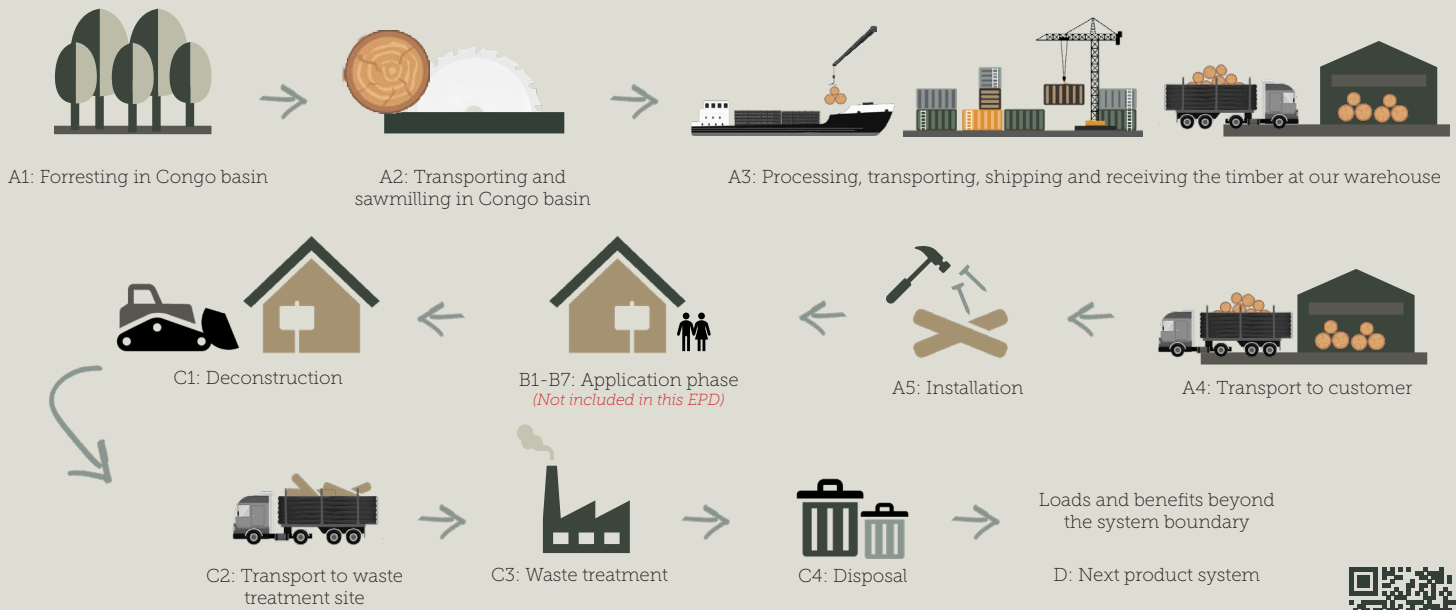 A1: Forresting in Congo basin
A2: Transporting and
sawmilling in Congo basin
A3: Processing, transporting, shipping and receiving the timber at our warehouse
A4: Transport to customer
A5: Installation
B1-B7: Application phase
(Not included in this EPD)
C1: Deconstruction
C2: Transport to waste
treatment site
C3: Waste treatment
C4: Disposal
Loads and benefits beyond
the system boundary
D: Next product system